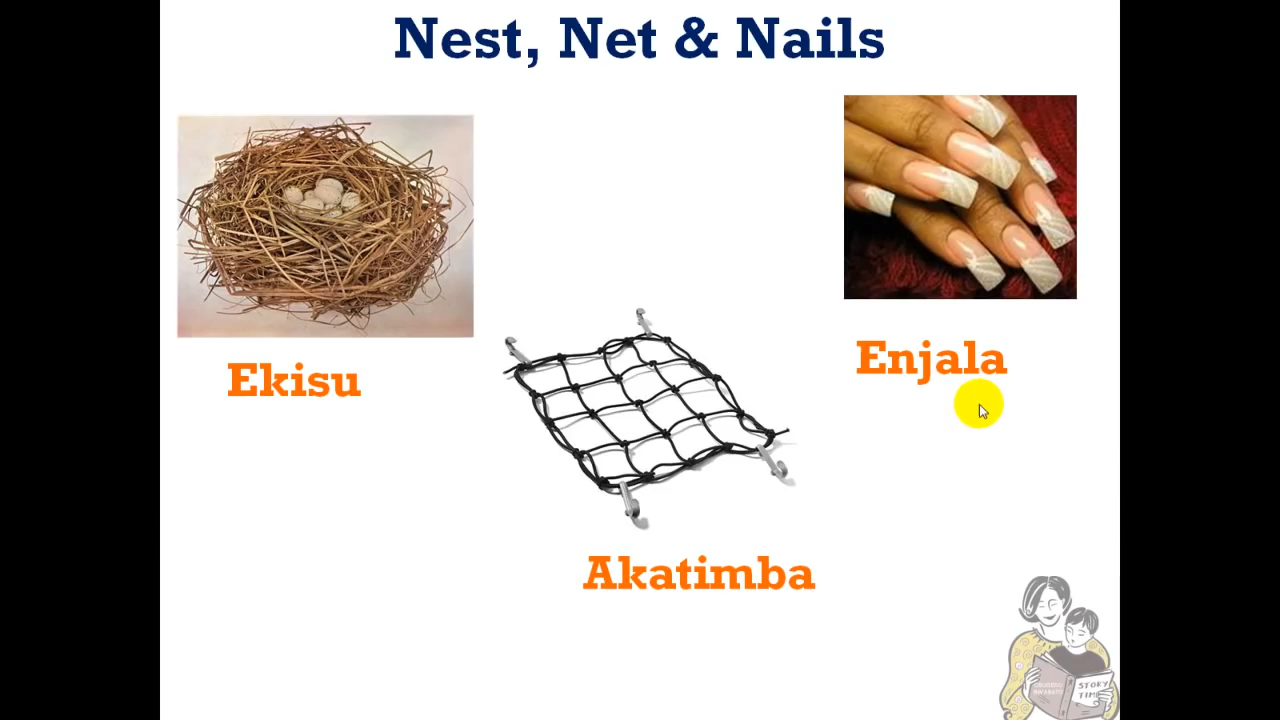 Nest, Net & Nails
Ekisu
Enjala
Akatimba
STORY
TIME